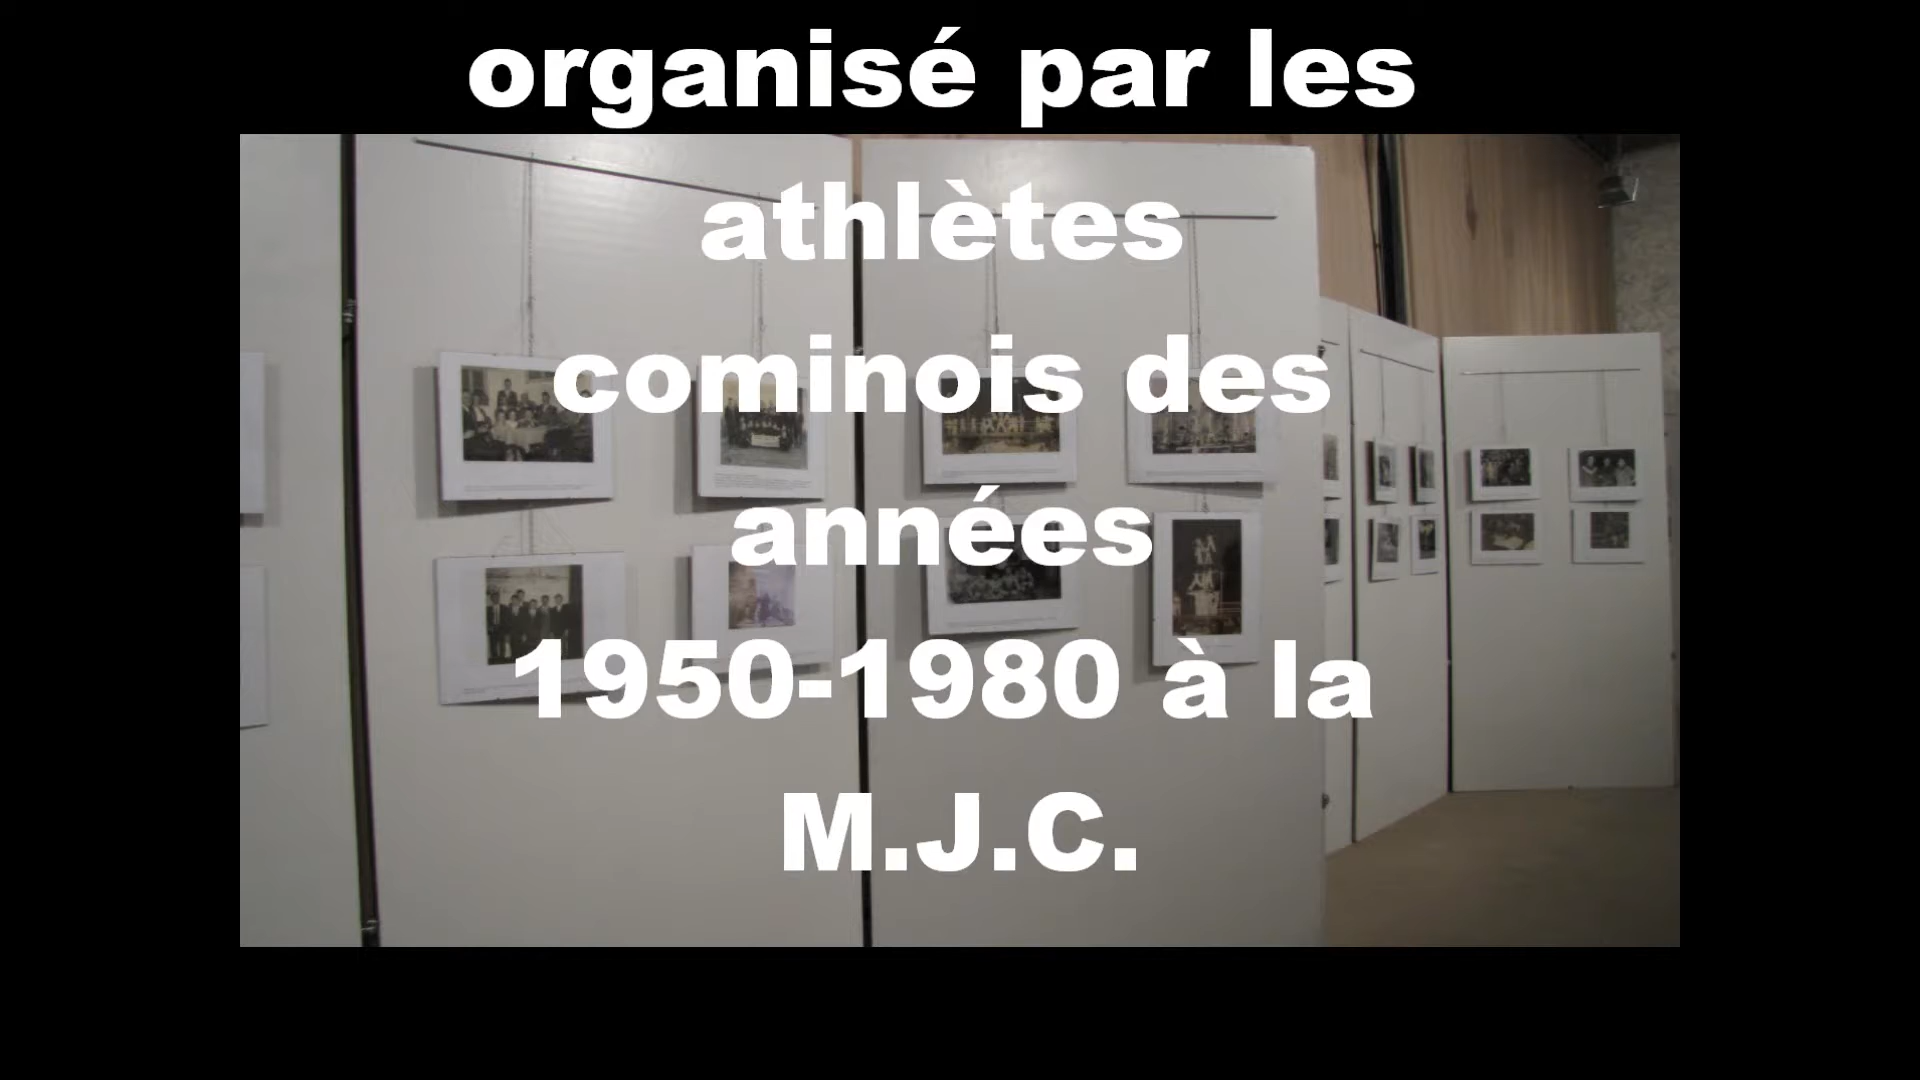 organisé par les
athlètes
cominois des
années
1950-1980 à la
M.J.C.